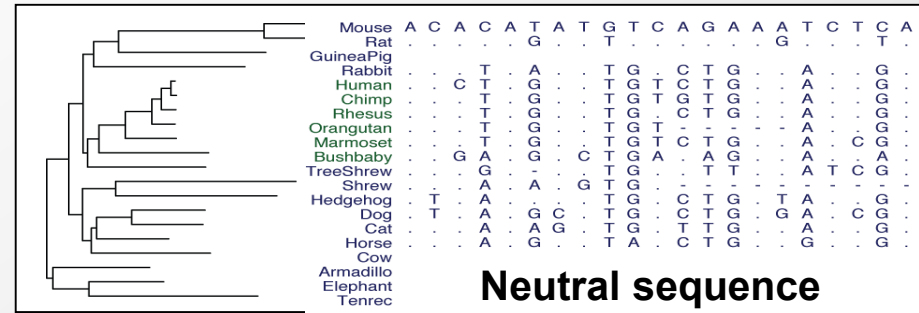 Mouse A C A C A T A T G T C A G A A A T C T C A
Rat . . . . . G . . T . . . . . . G . . . T .
GuineaPig
Rabbit . . . T . A . . T G . C T G . . A . . G .
Human . . C T . G . . T G T C T G . . A . . G .
Chimp . . . T . G . . T G T G T G . . A . . G .
Rhesus . . . T . G . . T G . C T G . . A . . G .
Orangutan . . . T . G . . T G T - - - - - A . . G .
Marmoset . . . T . G . . T G T C T G . . A . C G .
Bushbaby . . G A . G . C T G A . A G . . A . . A .
TreeShrew . . . G . - . . T G . . T T . . A T C G .
Shrew . . . A . A . G T G . - - - - - - - - - -
Hedgehog . T . A . . . . T G . C T G . T A . . G .
Dog . T . A . G C . T G . C T G . G A . C G .
Cat . . . A . A G . T G . T T G . . A . . G .
Horse . . . A . G . . T A . C T G . . G . . G .
Cow
Armadillo
Elephant
Tenrec
Neutral sequence